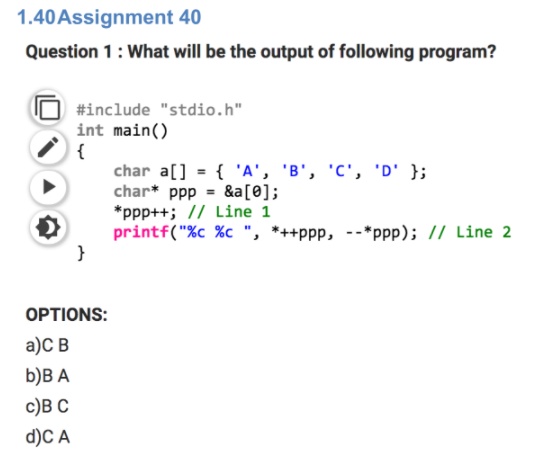 1.40Assignment 40
Question 1 : What will be the output of following program?
#include "stdio.h"
int main()
{
char a[] = { 'A', 'B', 'C', 'D' };
char* ppp = &a[0];
*ppp++; // Line 1
printf("%c %c ", *++ppp, --*ppp); // Line 2
}
OPTIONS:
a)C B
b)B A
c)B C
d)C A